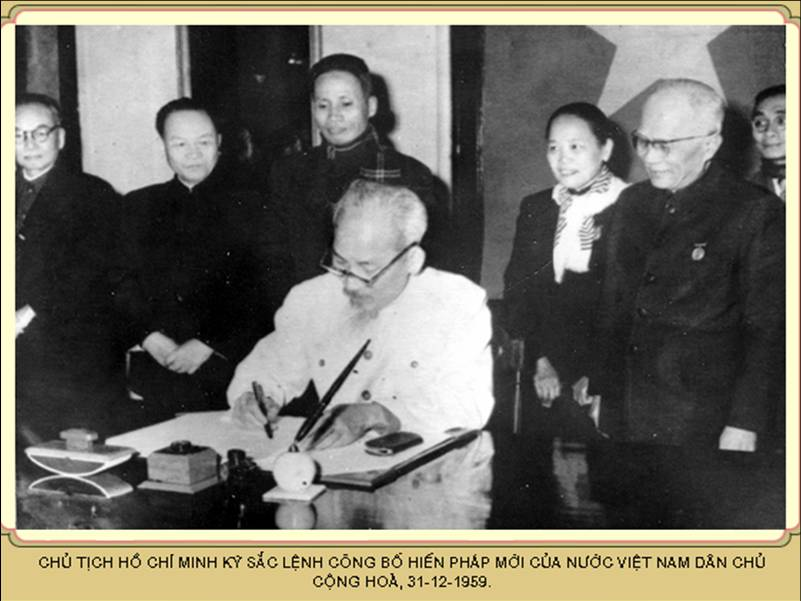 CHỦ TỊCH HỒ CHÍ MINH KÝ SẮC LỆNH CÔNG BỐ HIẾN PHÁP MỚI CỦA NƯỚC VIỆT NAM DÂN CHỦ
CỘNG HOÀ, 31-12-1959.